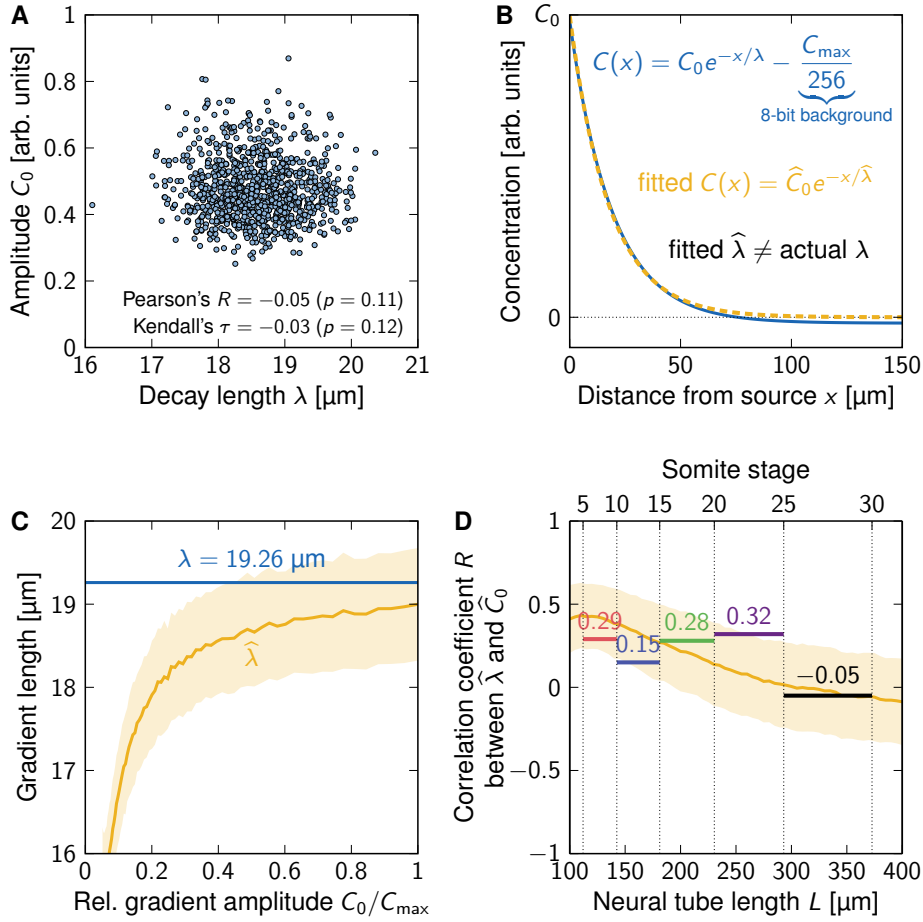 A
1
0.8
0.6
0.4
0.2
0
Amplitude C₀ [arb. units]
Pearson's R = −0.05 (p = 0.11)
Kendall's τ = −0.03 (p = 0.12)
16 17 18 19 20 21
Decay length λ [µm]
B
C₀
0
Concentration [arb. units]
C(x) = C₀e^{−x/λ} − C_max/256
8-bit background
fitted C(x) = Ĉ₀e^{−x/λ̂}
fitted λ̂ ≠ actual λ
0 50 100 150
Distance from source x [µm]
C
20
19
18
17
16
Gradient length [µm]
λ = 19.26 µm
λ̂
0 0.2 0.4 0.6 0.8 1
Rel. gradient amplitude C₀/C_max
Somite stage
5 10 15 20 25 30
D
1
0.5
0
−0.5
−1
Correlation coefficient R
between λ̂ and Ĉ₀
0.29
0.15
0.28
0.32
−0.05
100 150 200 250 300 350 400
Neural tube length L [µm]